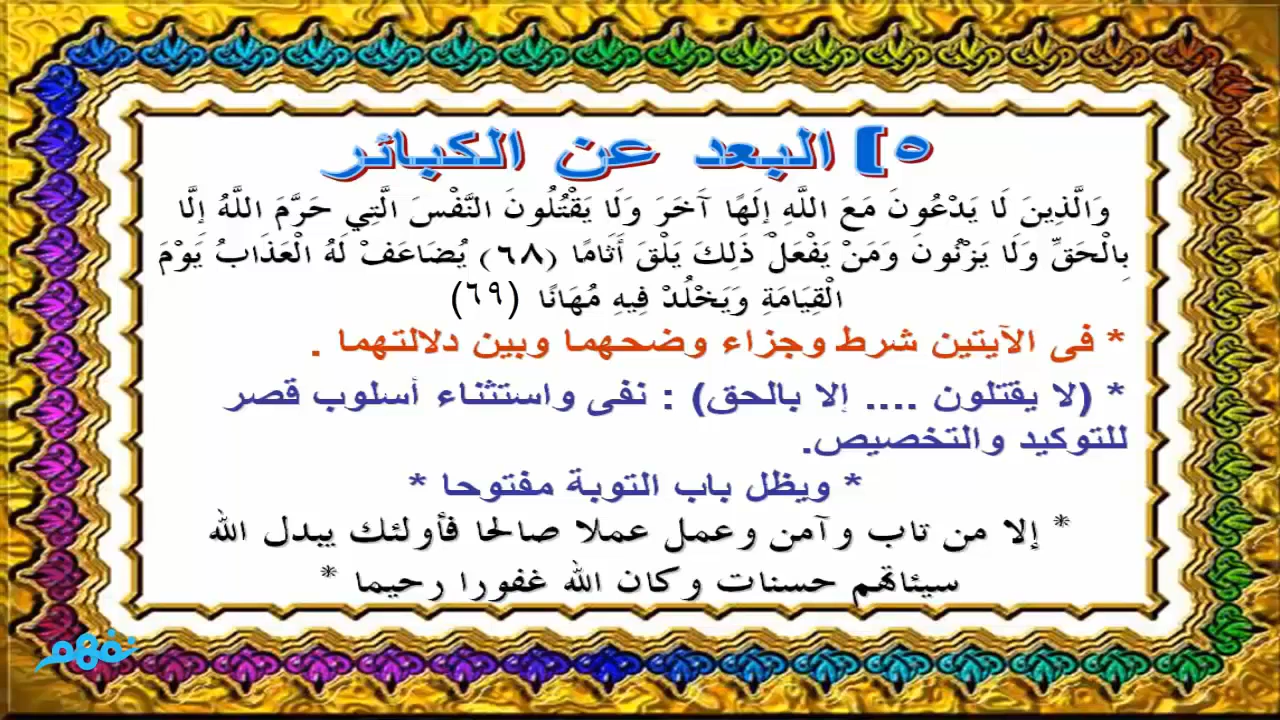 ٥) البعد عن الكبائر
وَالَّذِينَ لَا يَدْعُونَ مَعَ اللَّهِ إِلَهًا آخَرَ وَلَا يَقْتُلُونَ النَّفْسَ الَّتِي حَرَّمَ اللَّهُ إِلَّا
بِالْحَقِّ وَلَا يَزْنُونَ وَمَنْ يَفْعَلْ ذَلِكَ يَلْقَ أَثَامًا (٦٨) يُضَاعَفْ لَهُ الْعَذَابُ يَوْمَ
الْقِيَامَةِ وَيَخْلُدْ فِيهِ مُهَانًا (٦٩)
* فى الآيتين شرط وجزاء وضحهما وبين دلالتهما .
* (لا يقتلون .... إلا بالحق) : نفى واستثناء أسلوب قصر
للتوكيد والتخصيص.
* ويظل باب التوبة مفتوحا *
* إلا من تاب وآمن وعمل عملا صالحا فأولئك يبدل الله
سيئاتهم حسنات وكان الله غفورا رحيما *
نفهم